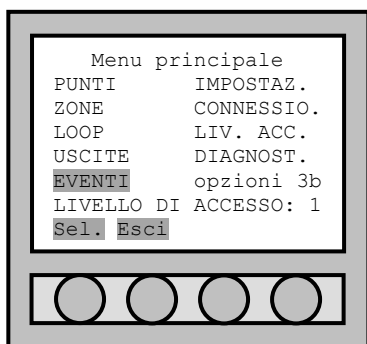 Menu principale
PUNTI IMPOSTAZ.
ZONE CONNESSIO.
LOOP LIV. ACC.
USCITE DIAGNOST.
EVENTI opzioni 3b
LIVELLO DI ACCESSO: 1
Sel. Esci